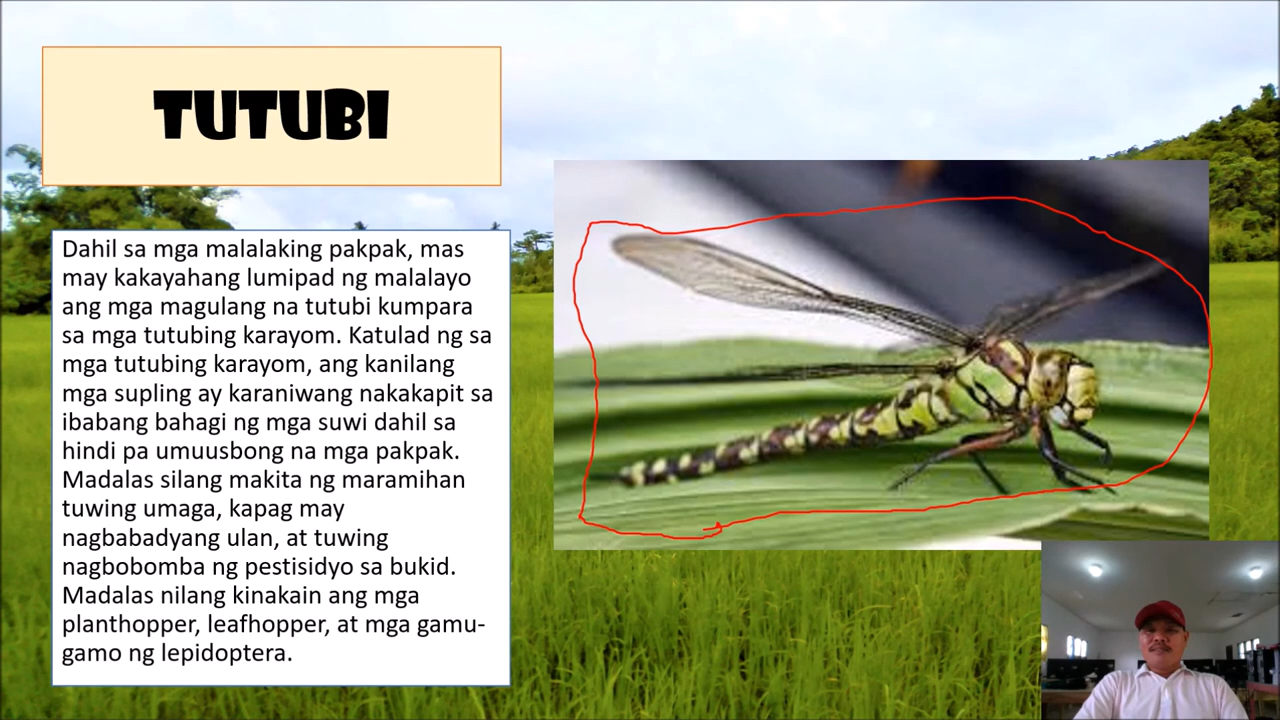 TUTUBI
Dahil sa mga malalaking pakpak, mas
may kakayahang lumipad ng malalayo
ang mga magulang na tutubi kumpara
sa mga tutubing karayom. Katulad ng sa
mga tutubing karayom, ang kanilang
mga supling ay karaniwang nakakapit sa
ibabang bahagi ng mga suwi dahil sa
hindi pa umuusbong na mga pakpak.
Madalas silang makita ng maramihan
tuwing umaga, kapag may
nagbabadyang ulan, at tuwing
nagbobomba ng pestisidyo sa bukid.
Madalas nilang kinakain ang mga
planthopper, leafhopper, at mga gamu-
gamo ng lepidoptera.